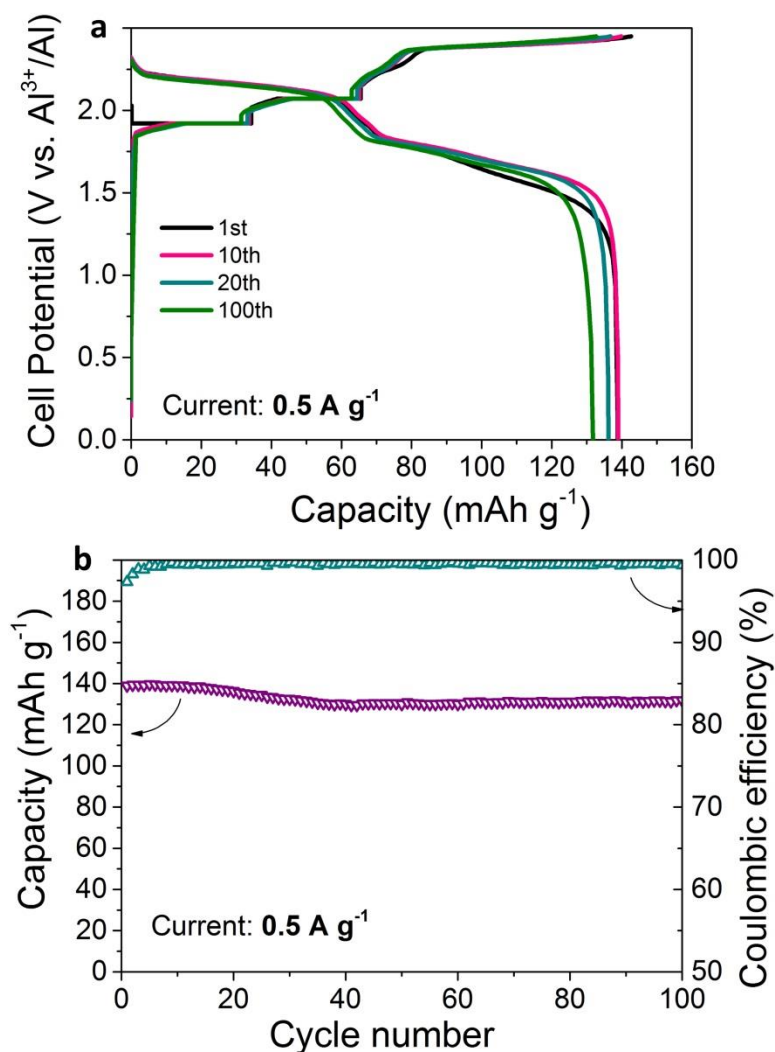 a
Cell Potential (V vs. Al³⁺/Al)
2.0
1.5
1.0
0.5
0.0
1st
10th
20th
100th
Current: 0.5 A g⁻¹
0 20 40 60 80 100 120 140 160
Capacity (mAh g⁻¹)
b
Capacity (mAh g⁻¹)
180
160
140
120
100
80
60
40
20
0
Current: 0.5 A g⁻¹
100
90
80
70
60
50
Coulombic efficiency (%)
0 20 40 60 80 100
Cycle number